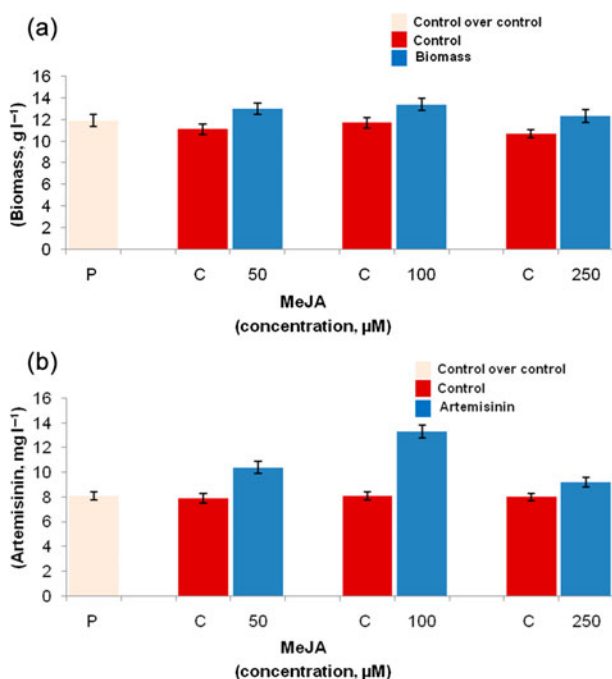 (a)
Control over control
Control
Biomass
(Biomass, g l⁻¹)
16
14
12
10
8
6
4
2
0
P C 50 C 100 C 250
MeJA
(concentration, µM)
(b)
Control over control
Control
Artemisinin
(Artemisinin, mg l⁻¹)
16
14
12
10
8
6
4
2
0
P C 50 C 100 C 250
MeJA
(concentration, µM)